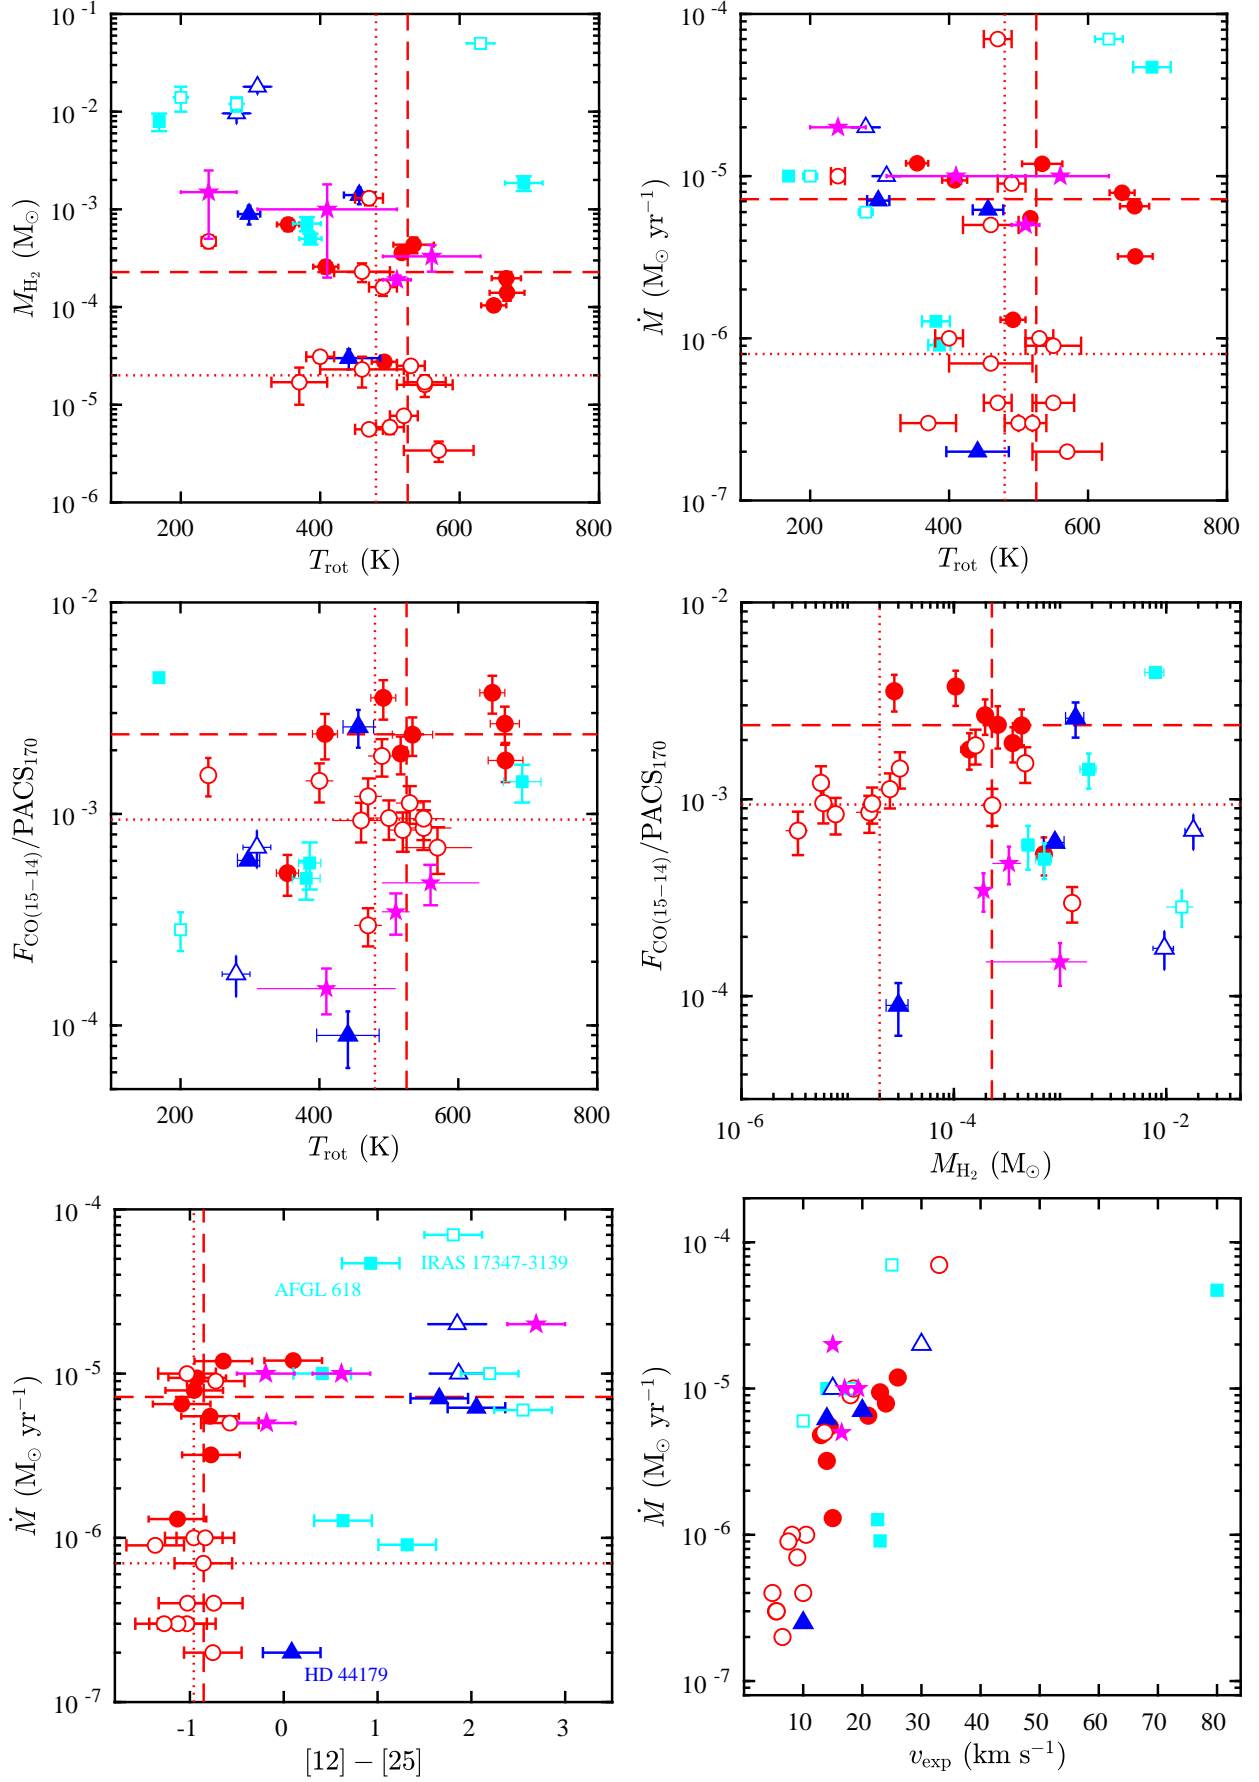 10⁻¹
10⁻²
10⁻³
10⁻⁴
10⁻⁵
10⁻⁶
M_H₂ (M⊙)
200 400 600 800
T_rot (K)
10⁻⁴
10⁻⁵
10⁻⁶
10⁻⁷
Ṁ (M⊙ yr⁻¹)
200 400 600 800
T_rot (K)
10⁻²
10⁻³
10⁻⁴
F_CO(15−14)/PACS₁₇₀
200 400 600 800
T_rot (K)
10⁻²
10⁻³
10⁻⁴
F_CO(15−14)/PACS₁₇₀
10⁻⁶ 10⁻⁴ 10⁻²
M_H₂ (M⊙)
10⁻⁴
10⁻⁵
10⁻⁶
10⁻⁷
Ṁ (M⊙ yr⁻¹)
IRAS 17347-3139
AFGL 618
HD 44179
-1 0 1 2 3
[12] − [25]
10⁻⁴
10⁻⁵
10⁻⁶
10⁻⁷
Ṁ (M⊙ yr⁻¹)
10 20 30 40 50 60 70 80
v_exp (km s⁻¹)